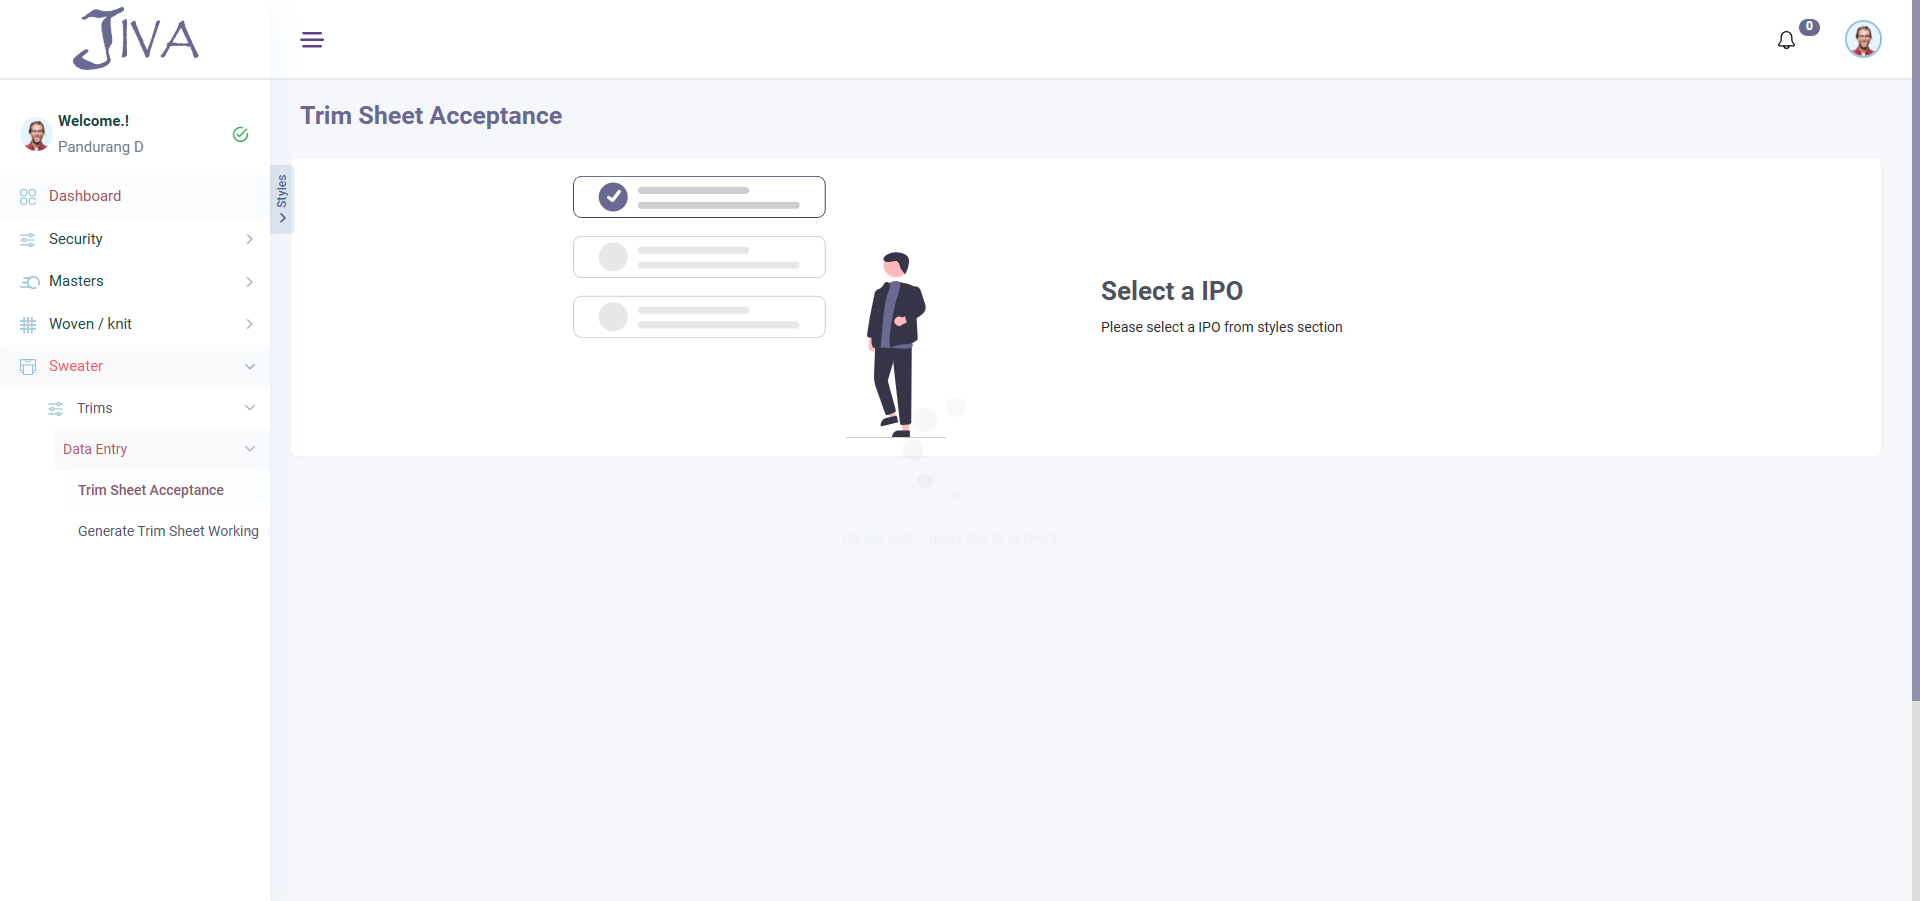 JIVA
0
Welcome.!
Pandurang D
Dashboard
Security
Masters
Woven / knit
Sweater
Trims
Data Entry
Trim Sheet Acceptance
Generate Trim Sheet Working
Styles
Trim Sheet Acceptance
Select a IPO
Please select a IPO from styles section
Please wait... delay due to network..